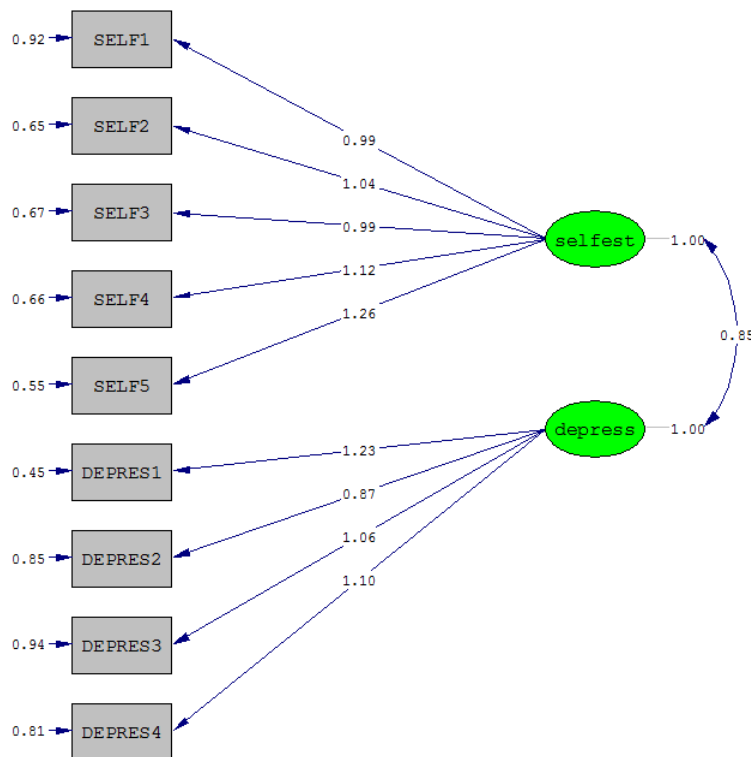 0.92 SELF1
0.99
0.65 SELF2
1.04
0.67 SELF3
0.99
selfest 1.00
1.12
0.66 SELF4
1.26
0.85
0.55 SELF5
depress 1.00
1.23
0.45 DEPRES1
0.87
1.06
0.85 DEPRES2
1.10
0.94 DEPRES3
0.81 DEPRES4